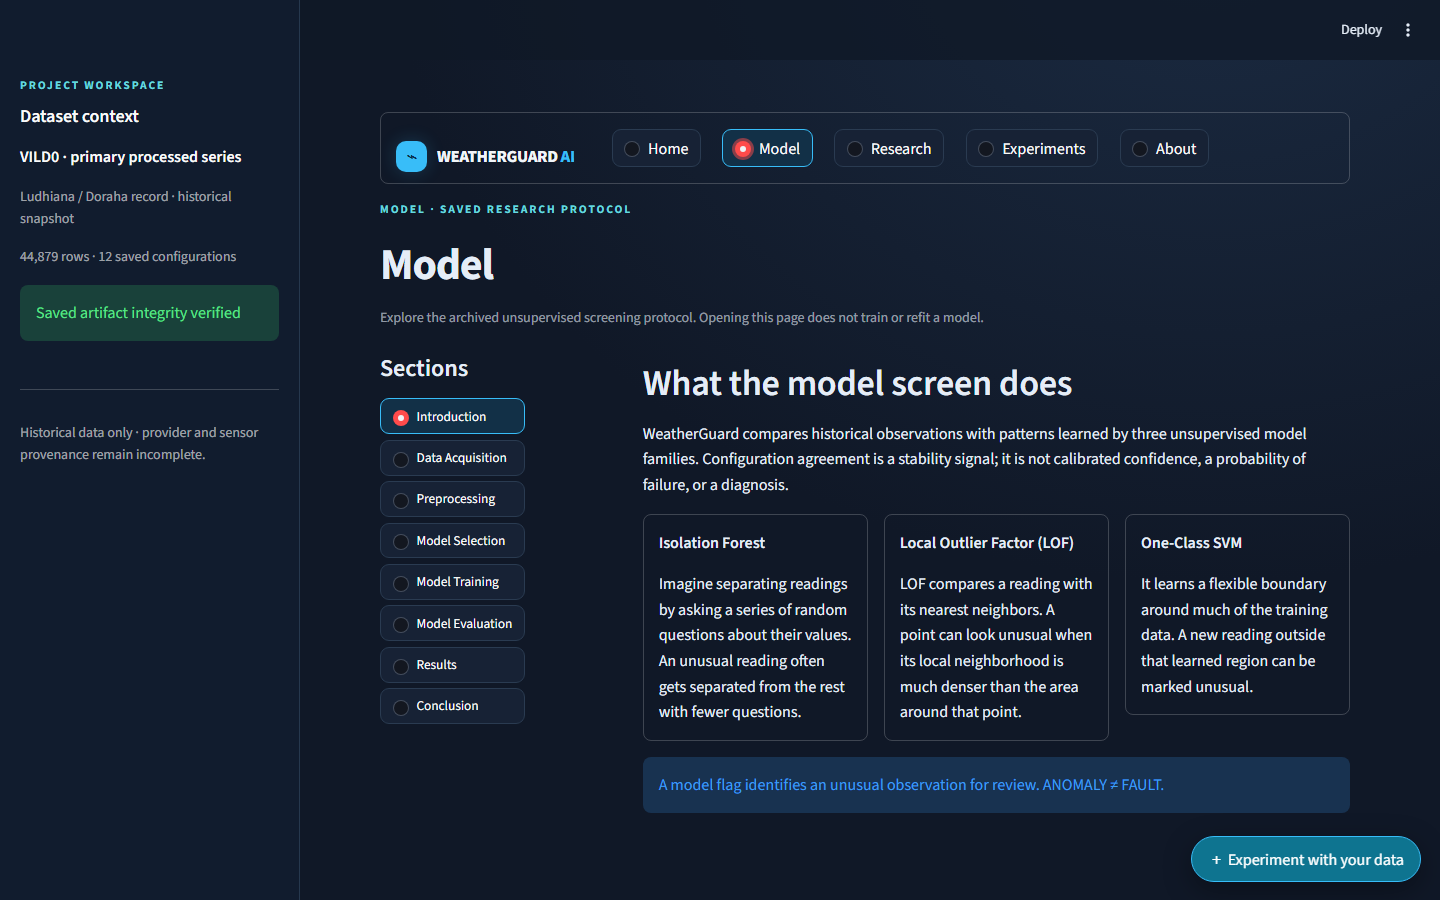 Deploy
PROJECT WORKSPACE
Dataset context
VILD0 · primary processed series
Ludhiana / Doraha record · historical
snapshot
44,879 rows · 12 saved configurations
Saved artifact integrity verified
Historical data only · provider and sensor
provenance remain incomplete.
WEATHERGUARD AI
Home
Model
Research
Experiments
About
MODEL · SAVED RESEARCH PROTOCOL
Model
Explore the archived unsupervised screening protocol. Opening this page does not train or refit a model.
Sections
Introduction
Data Acquisition
Preprocessing
Model Selection
Model Training
Model Evaluation
Results
Conclusion
What the model screen does
WeatherGuard compares historical observations with patterns learned by three unsupervised model
families. Configuration agreement is a stability signal; it is not calibrated confidence, a probability of
failure, or a diagnosis.
Isolation Forest
Imagine separating readings
by asking a series of random
questions about their values.
An unusual reading often
gets separated from the rest
with fewer questions.
Local Outlier Factor (LOF)
LOF compares a reading with
its nearest neighbors. A
point can look unusual when
its local neighborhood is
much denser than the area
around that point.
One-Class SVM
It learns a flexible boundary
around much of the training
data. A new reading outside
that learned region can be
marked unusual.
A model flag identifies an unusual observation for review. ANOMALY ≠ FAULT.
+ Experiment with your data